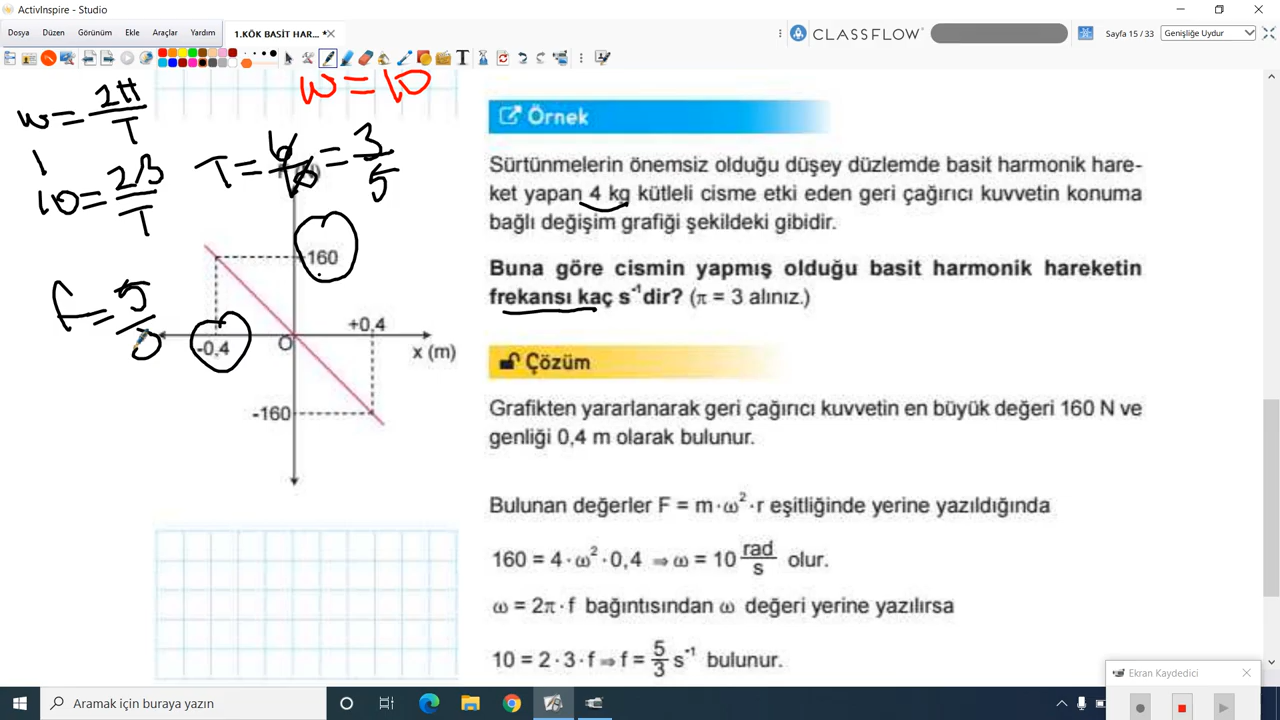 ActivInspire - Studio
Dosya Düzen Görünüm Ekle Araçlar Yardım
1.KÖK BASİT HAR... *
CLASSFLOW
Sayfa 15 / 33
Genişliğe Uydur
w = 10
w = 2π/T
10 = 2.3/T
T = 6/10 = 3/5
f = 5/3
160
-0,4
+0,4
O
x (m)
-160
Örnek
Sürtünmelerin önemsiz olduğu düşey düzlemde basit harmonik hare-
ket yapan 4 kg kütleli cisme etki eden geri çağırıcı kuvvetin konuma
bağlı değişim grafiği şekildeki gibidir.
Buna göre cismin yapmış olduğu basit harmonik hareketin
frekansı kaç s⁻¹dir? (π = 3 alınız.)
Çözüm
Grafikten yararlanarak geri çağırıcı kuvvetin en büyük değeri 160 N ve
genliği 0,4 m olarak bulunur.
Bulunan değerler F = m·ω²·r eşitliğinde yerine yazıldığında
160 = 4·ω²·0,4 ⇒ ω = 10 rad/s olur.
ω = 2π·f bağıntısından ω değeri yerine yazılırsa
10 = 2·3·f ⇒ f = 5/3 s⁻¹ bulunur.
Ekran Kaydedici
Aramak için buraya yazın